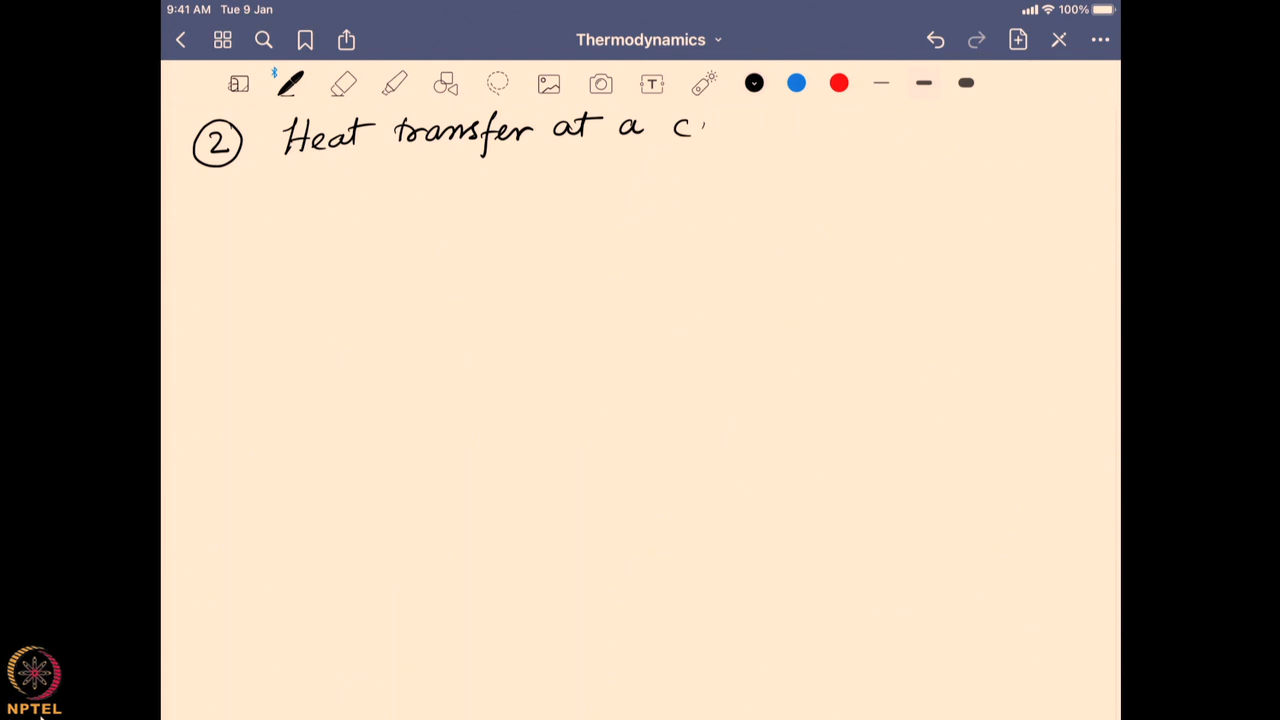 9:41 AM Tue 9 Jan 100%
Thermodynamics
T
2 Heat transfer at a c
NPTEL